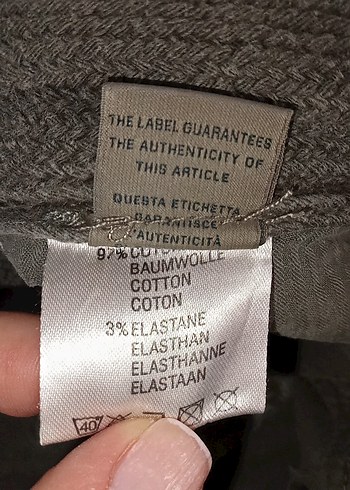 THE LABEL GUARANTEES
THE AUTHENTICITY OF
THIS ARTICLE
QUESTA ETICHETTA
GARANTISCE
L'AUTENTICITÀ
97%
BAUMWOLLE
COTTON
COTON
3% ELASTANE
ELASTHAN
ELASTHANNE
ELASTAAN
40